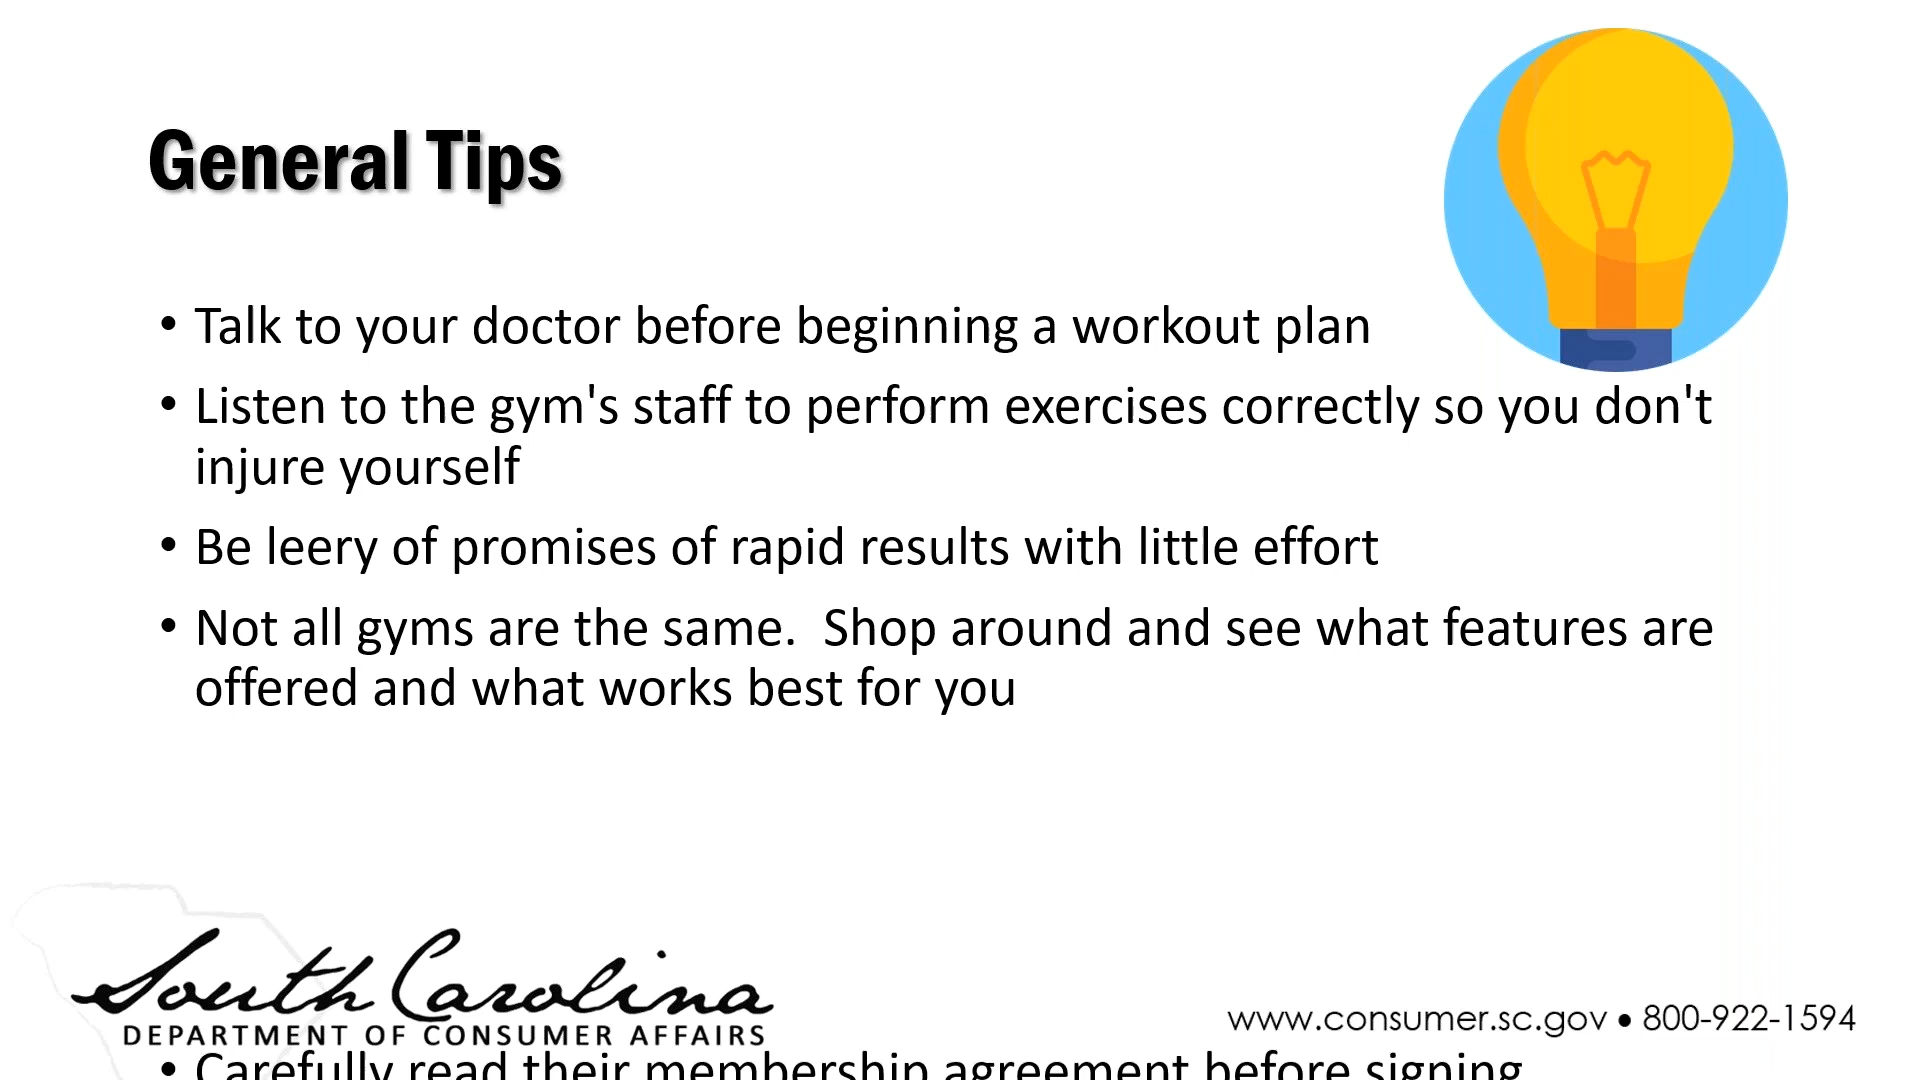 General Tips
• Talk to your doctor before beginning a workout plan
• Listen to the gym's staff to perform exercises correctly so you don't
injure yourself
• Be leery of promises of rapid results with little effort
• Not all gyms are the same.  Shop around and see what features are
offered and what works best for you
South Carolina
DEPARTMENT OF CONSUMER AFFAIRS
www.consumer.sc.gov • 800-922-1594
• Carefully read their membership agreement before signing